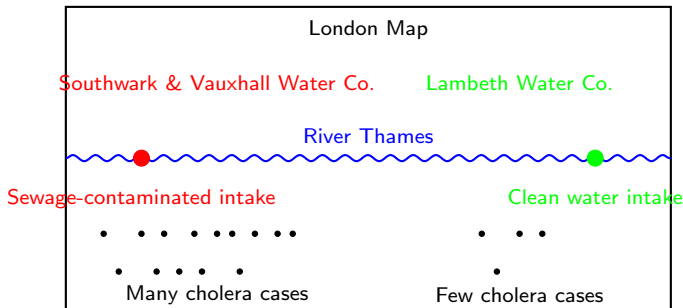 London Map
Southwark & Vauxhall Water Co.
Lambeth Water Co.
River Thames
Sewage-contaminated intake
Clean water intake
Many cholera cases
Few cholera cases